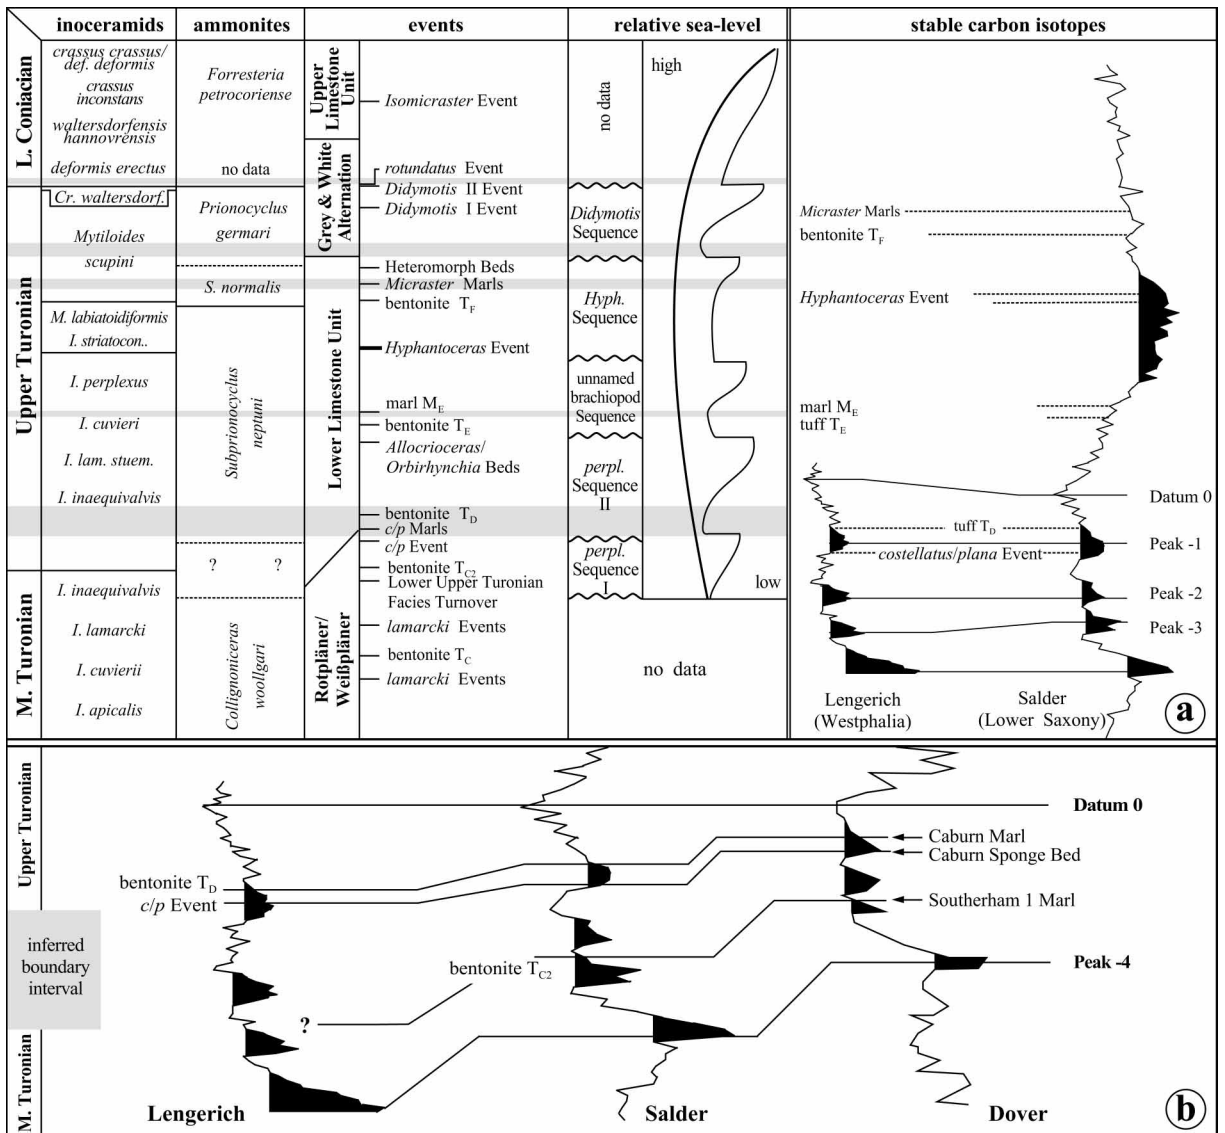 inoceramids
ammonites
events
relative sea-level
stable carbon isotopes
L. Coniacian
Upper Turonian
M. Turonian
crassus crassus/
def. deformis
crassus
inconstans
waltersdorfensis
hannovrensis
deformis erectus
Cr. waltersdorf.
Mytiloides
scupini
M. labiatoidiformis
I. striatocon..
I. perplexus
I. cuvieri
I. lam. stuem.
I. inaequivalvis
I. inaequivalvis
I. lamarcki
I. cuvierii
I. apicalis
Forresteria
petrocoriense
no data
Prionocyclus
germari
S. normalis
Subprionocyclus
neptuni
? ?
Collignoniceras
woollgari
Upper
Limestone
Unit
Grey & White
Alternation
Lower Limestone Unit
Rotpläner/
Weißpläner
Isomicraster Event
rotundatus Event
Didymotis II Event
Didymotis I Event
Heteromorph Beds
Micraster Marls
bentonite TF
Hyphantoceras Event
marl ME
bentonite TE
Allocrioceras/
Orbirhynchia Beds
bentonite TD
c/p Marls
c/p Event
bentonite TC2
Lower Upper Turonian
Facies Turnover
lamarcki Events
bentonite TC
lamarcki Events
no data
Didymotis
Sequence
Hyph.
Sequence
unnamed
brachiopod
Sequence
perpl.
Sequence
II
perpl.
Sequence
I
high
low
no data
Micraster Marls
bentonite TF
Hyphantoceras Event
marl ME
tuff TE
Datum 0
tuff TD
Peak -1
costellatus/plana Event
Peak -2
Peak -3
Lengerich
(Westphalia)
Salder
(Lower Saxony)
a
Upper Turonian
M. Turonian
inferred
boundary
interval
Datum 0
Caburn Marl
Caburn Sponge Bed
bentonite TD
c/p Event
Southerham 1 Marl
bentonite TC2
Peak -4
?
Lengerich
Salder
Dover
b